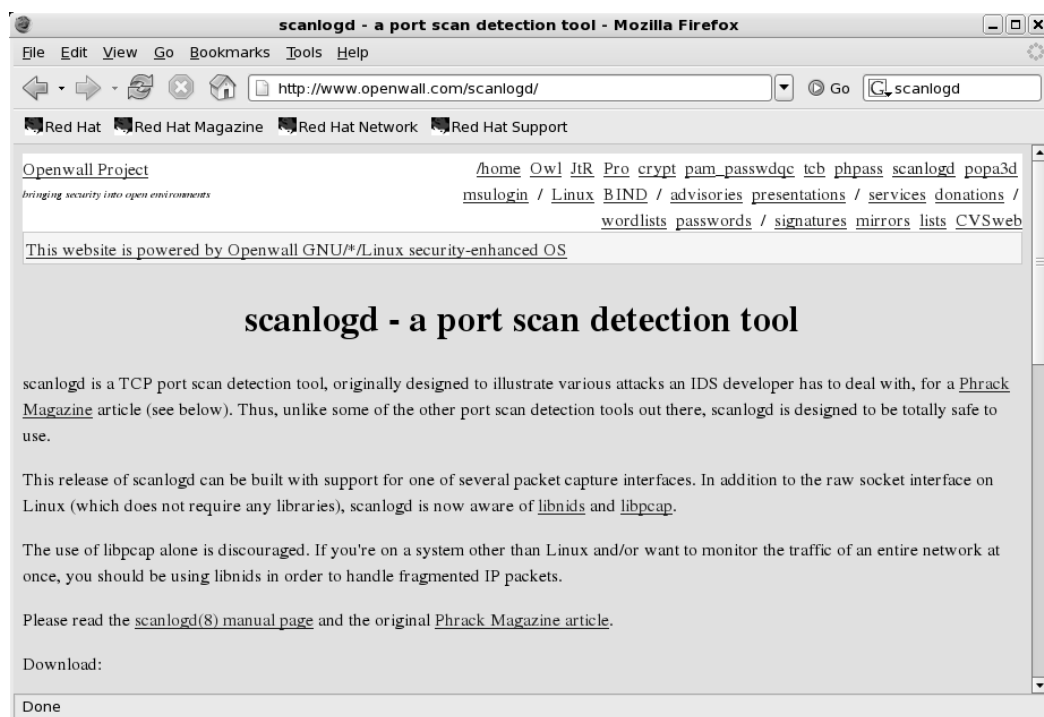 scanlogd - a port scan detection tool - Mozilla Firefox
File Edit View Go Bookmarks Tools Help
http://www.openwall.com/scanlogd/ Go G scanlogd
Red Hat Red Hat Magazine Red Hat Network Red Hat Support
Openwall Project
bringing security into open environments
/home Owl JtR Pro crypt pam_passwdqc tcb phpass scanlogd popa3d
msulogin / Linux BIND / advisories presentations / services donations /
wordlists passwords / signatures mirrors lists CVSweb
This website is powered by Openwall GNU/*/Linux security-enhanced OS
scanlogd - a port scan detection tool
scanlogd is a TCP port scan detection tool, originally designed to illustrate various attacks an IDS developer has to deal with, for a Phrack
Magazine article (see below). Thus, unlike some of the other port scan detection tools out there, scanlogd is designed to be totally safe to
use.
This release of scanlogd can be built with support for one of several packet capture interfaces. In addition to the raw socket interface on
Linux (which does not require any libraries), scanlogd is now aware of libnids and libpcap.
The use of libpcap alone is discouraged. If you're on a system other than Linux and/or want to monitor the traffic of an entire network at
once, you should be using libnids in order to handle fragmented IP packets.
Please read the scanlogd(8) manual page and the original Phrack Magazine article.
Download:
Done